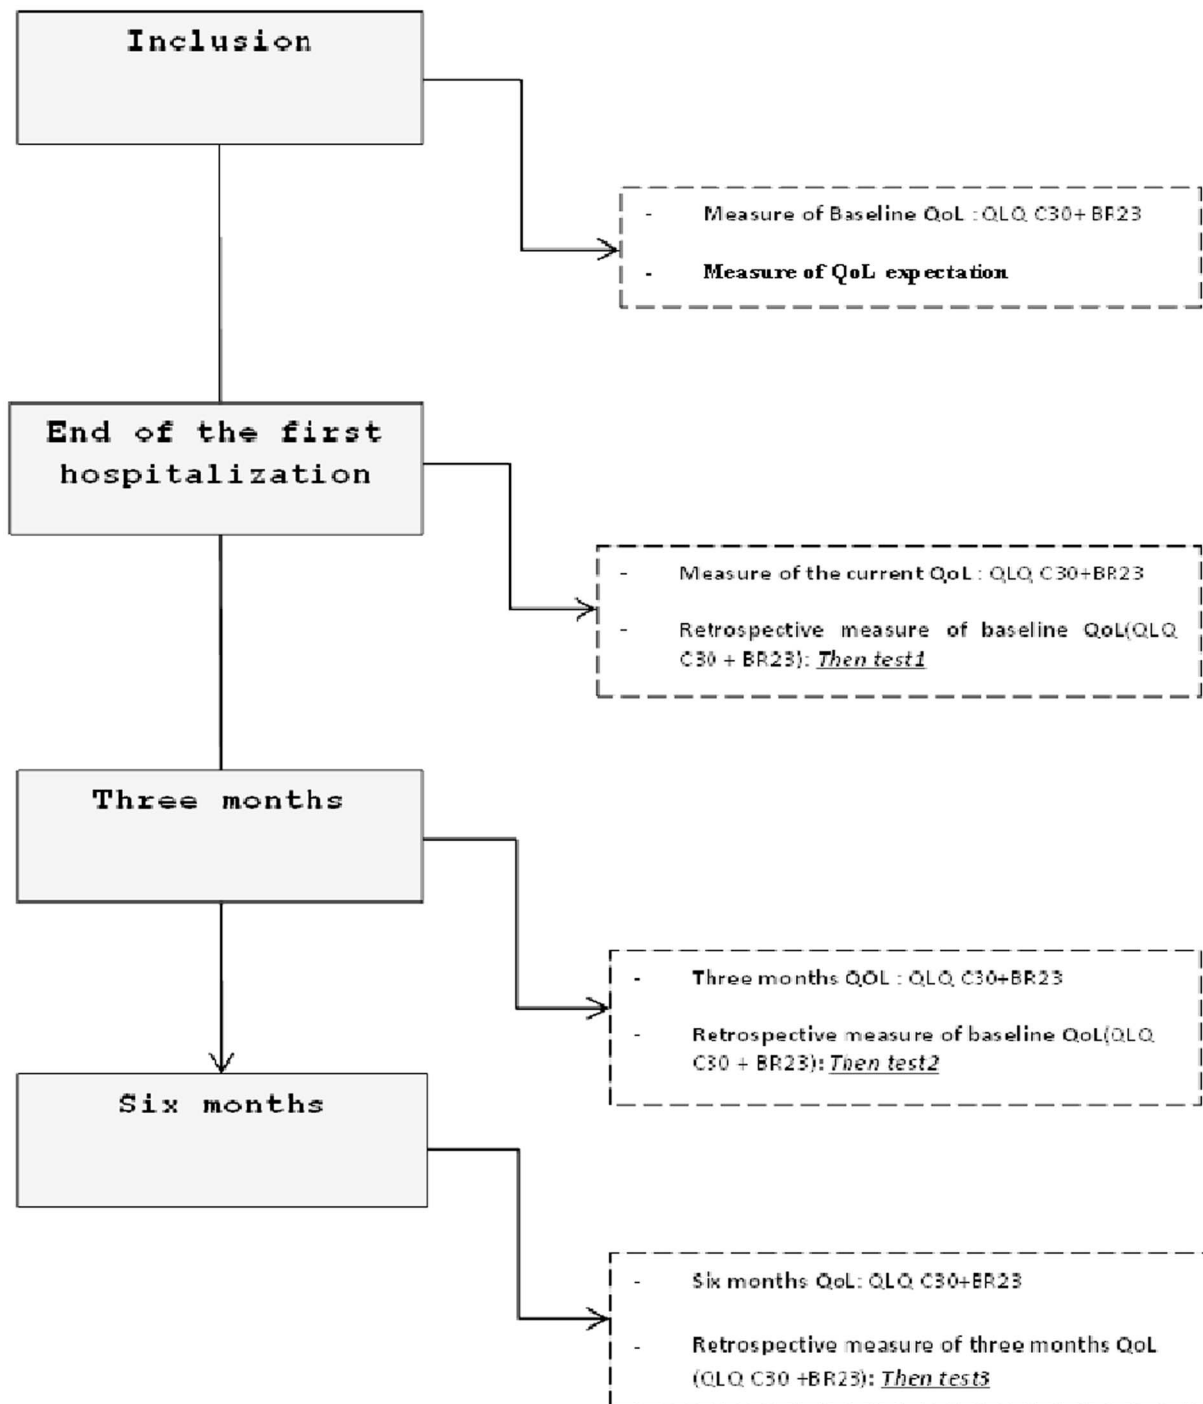 Inclusion
- Measure of Baseline QoL : QLQ C30+ BR23
- Measure of QoL expectation
End of the first
hospitalization
- Measure of the current QoL : QLQ C30+BR23
- Retrospective measure of baseline QoL(QLQ
C30 + BR23): Then test1
Three months
- Three months QOL : QLQ C30+BR23
- Retrospective measure of baseline QoL(QLQ
C30 + BR23): Then test2
Six months
- Six months QoL: QLQ C30+BR23
- Retrospective measure of three months QoL
(QLQ C30 +BR23): Then test3